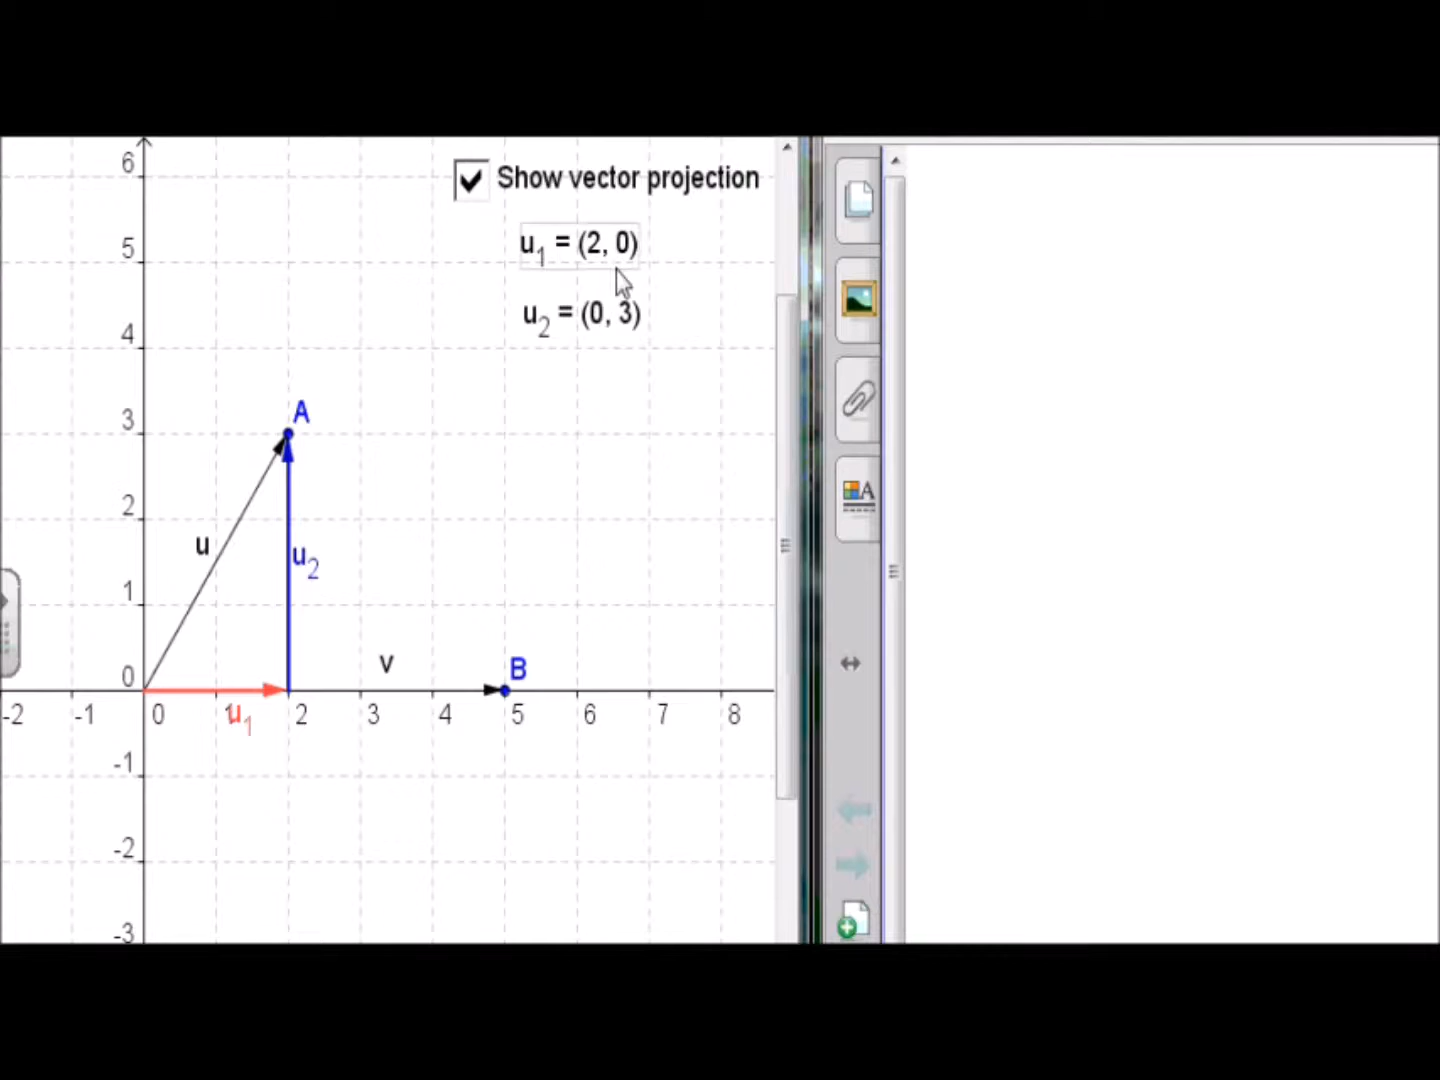 Show vector projection
u1 = (2, 0)
u2 = (0, 3)
6
5
4
3
2
1
0
-1
-2
-3
A
u
u2
v
B
-2 -1 0 1 2 3 4 5 6 7 8
u1
A